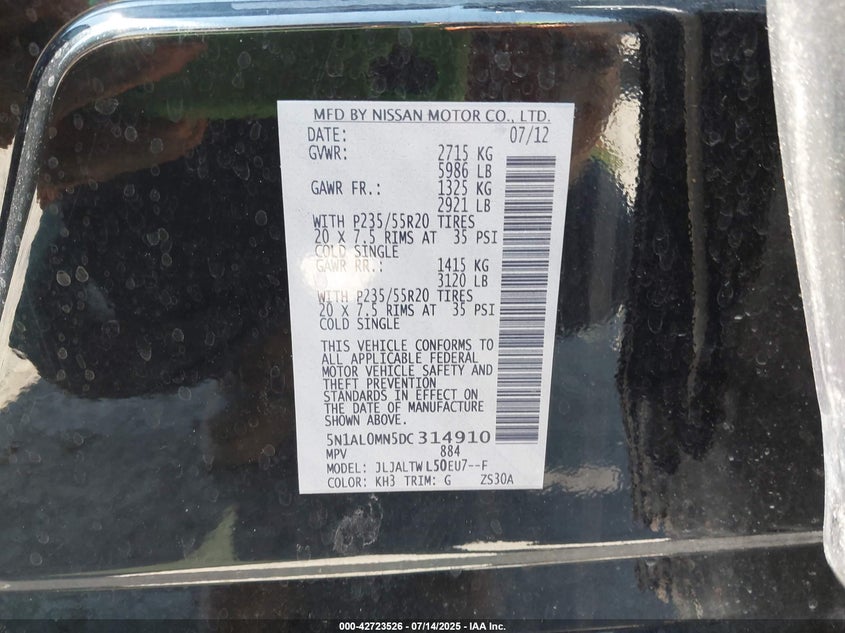 MFD BY NISSAN MOTOR CO., LTD.
DATE: 07/12
GVWR: 2715 KG
5986 LB
GAWR FR.: 1325 KG
2921 LB
WITH P235/55R20 TIRES
20 X 7.5 RIMS AT 35 PSI
COLD SINGLE
GAWR RR.: 1415 KG
3120 LB
WITH P235/55R20 TIRES
20 X 7.5 RIMS AT 35 PSI
COLD SINGLE
THIS VEHICLE CONFORMS TO
ALL APPLICABLE FEDERAL
MOTOR VEHICLE SAFETY AND
THEFT PREVENTION
STANDARDS IN EFFECT ON
THE DATE OF MANUFACTURE
SHOWN ABOVE.
5N1AL0MN5DC314910
MPV 884
MODEL: JLJALTWL50EU7--F
COLOR: KH3 TRIM: G ZS30A
000-42723526 - 07/14/2025 - IAA Inc.